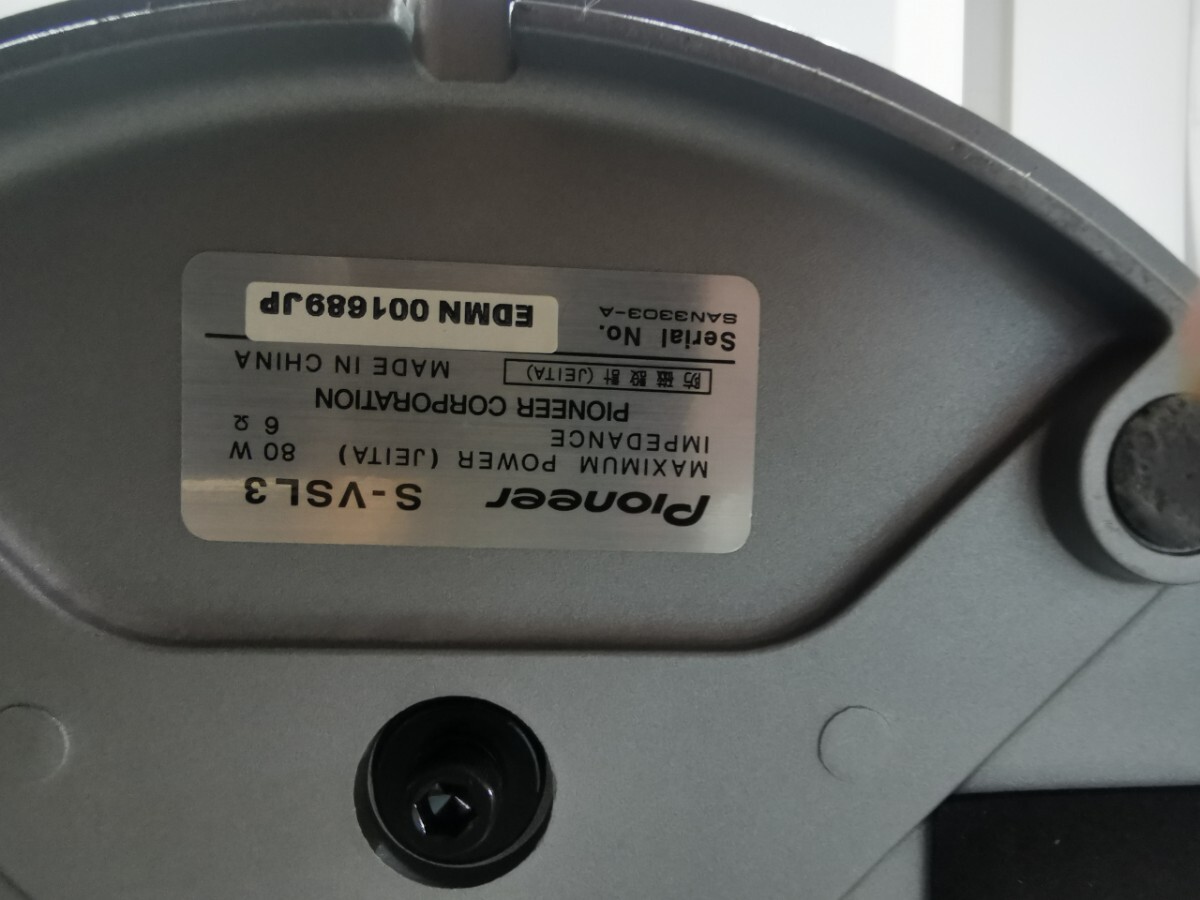 Pioneer S-VSL3
MAXIMUM POWER (JEITA) 80 W
IMPEDANCE 6 Ω
PIONEER CORPORATION
防磁設計 (JEITA) MADE IN CHINA
Serial No. EDMN 001689JP
SAN3303-A